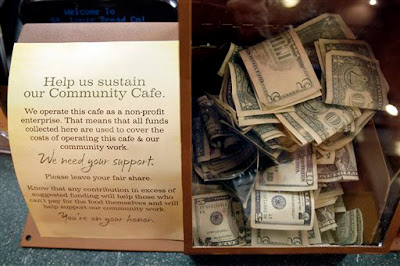 Welcome To
St. Louis Bread Co!
Help us sustain
our Community Cafe.
We operate this cafe as a non-profit
enterprise. That means that all funds
collected here are used to cover the
costs of operating this cafe & our
community work.
We need your support.
Please leave your fair share.
Know that any contribution in excess of
suggested funding will help those who
can't pay for the food themselves and will
help support our community work.
You're on your honor.